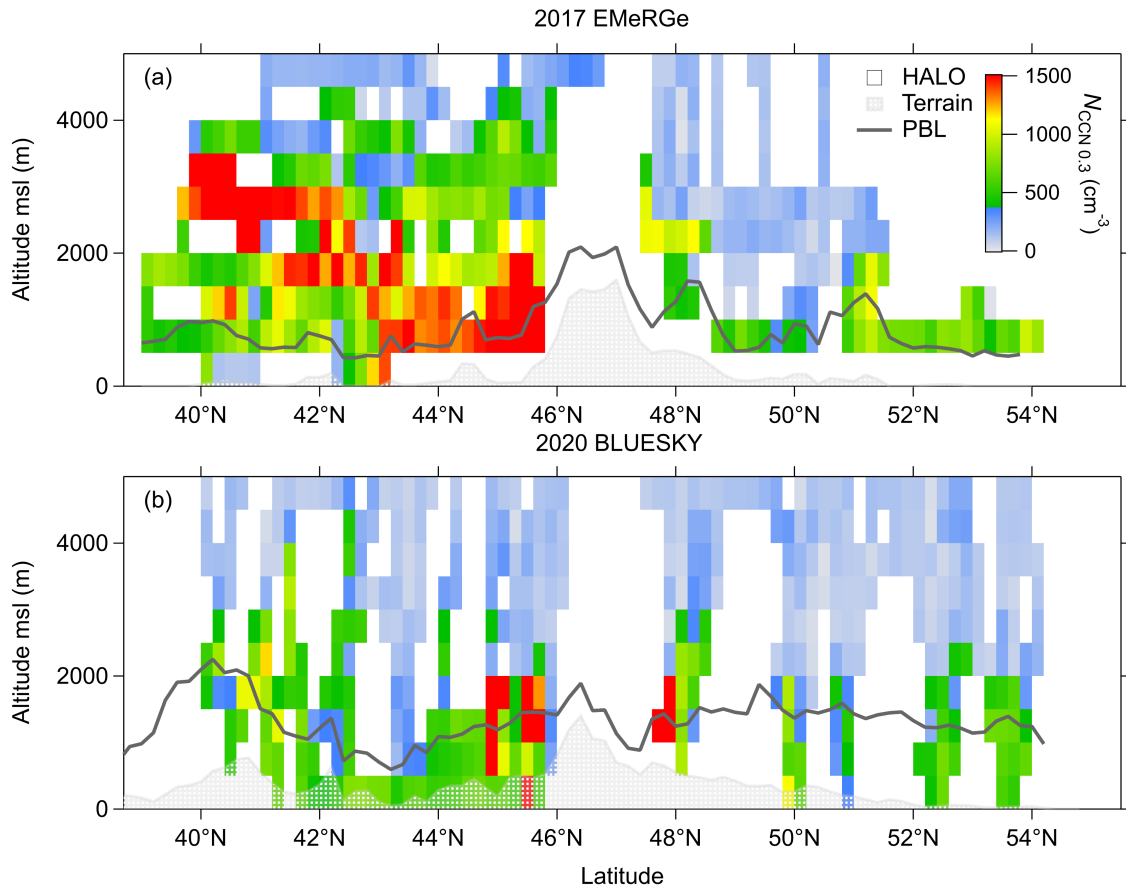 2017 EMeRGe
(a)
HALO
Terrain
PBL
1500
1000
500
0
N_CCN 0.3 (cm⁻³)
Altitude msl (m)
4000
2000
0
40°N 42°N 44°N 46°N 48°N 50°N 52°N 54°N
2020 BLUESKY
(b)
Altitude msl (m)
4000
2000
0
40°N 42°N 44°N 46°N 48°N 50°N 52°N 54°N
Latitude